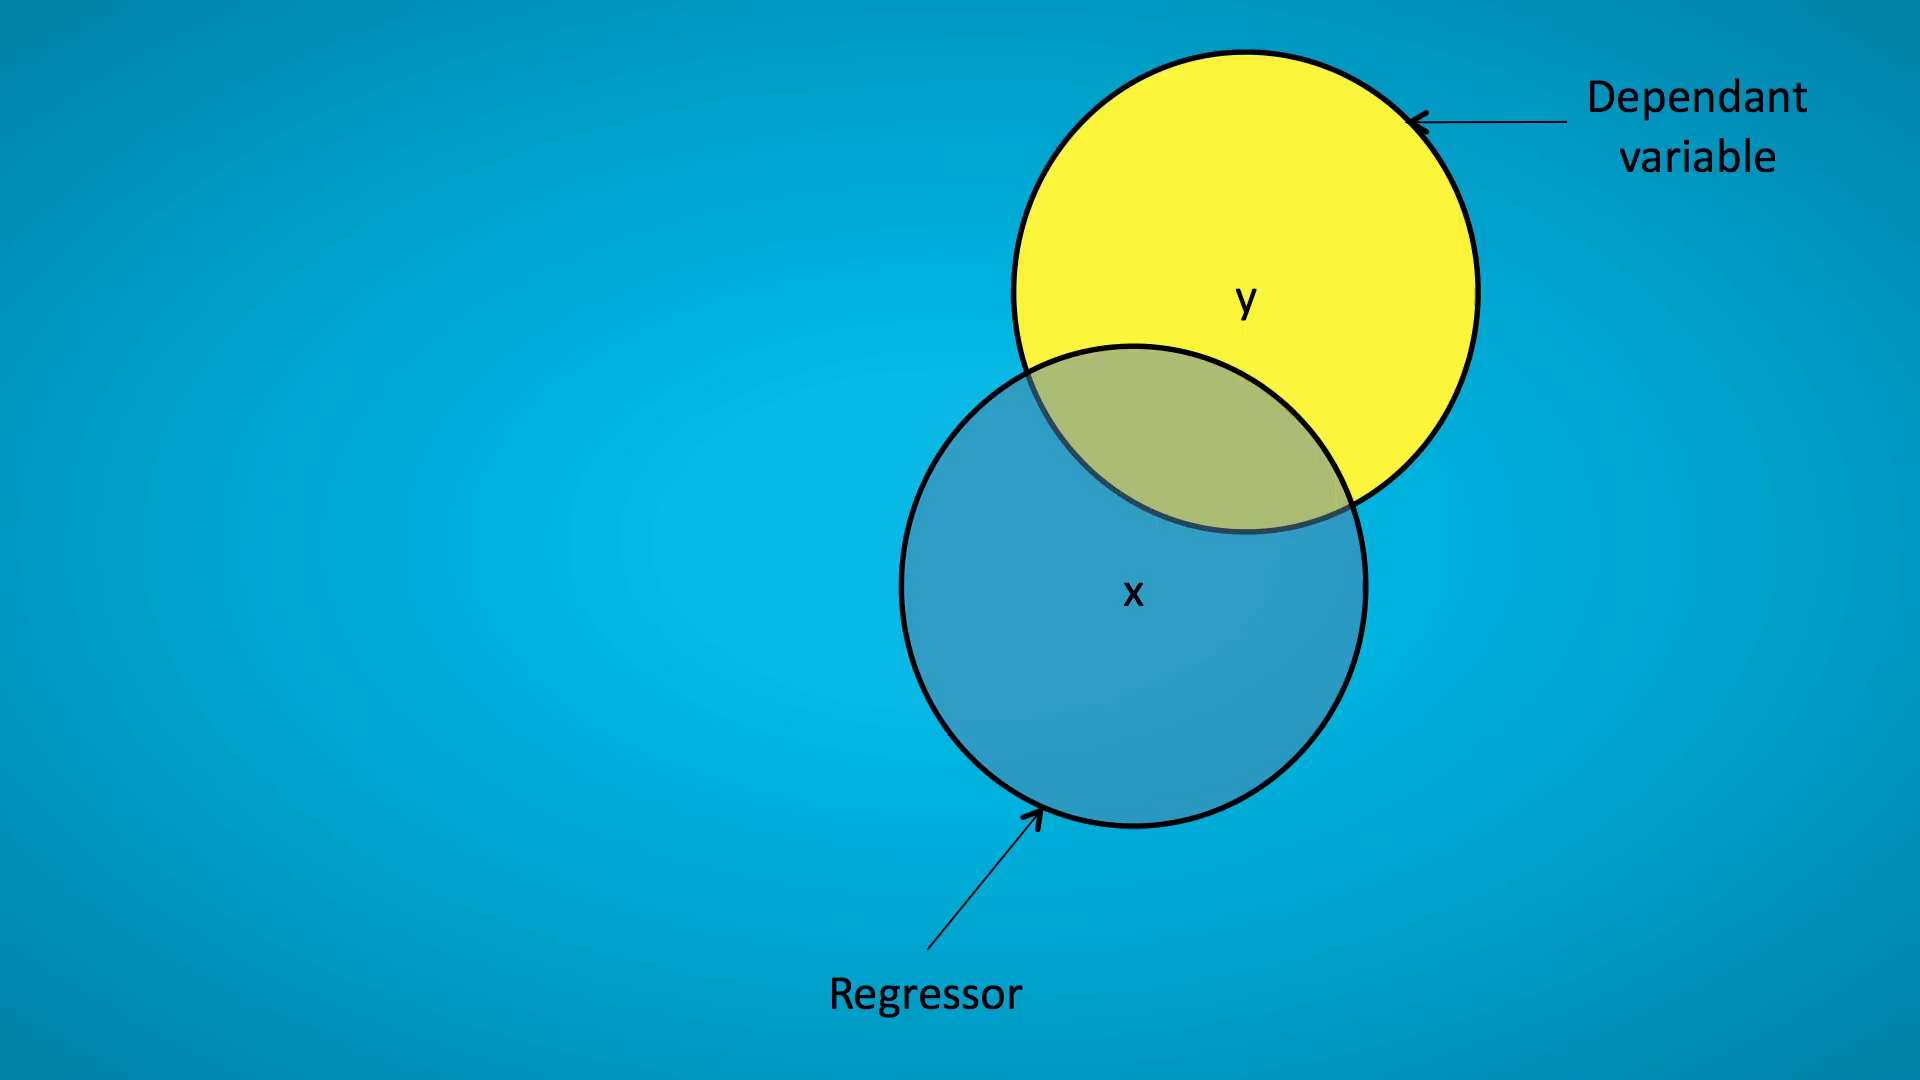 Dependant
variable
y
x
Regressor